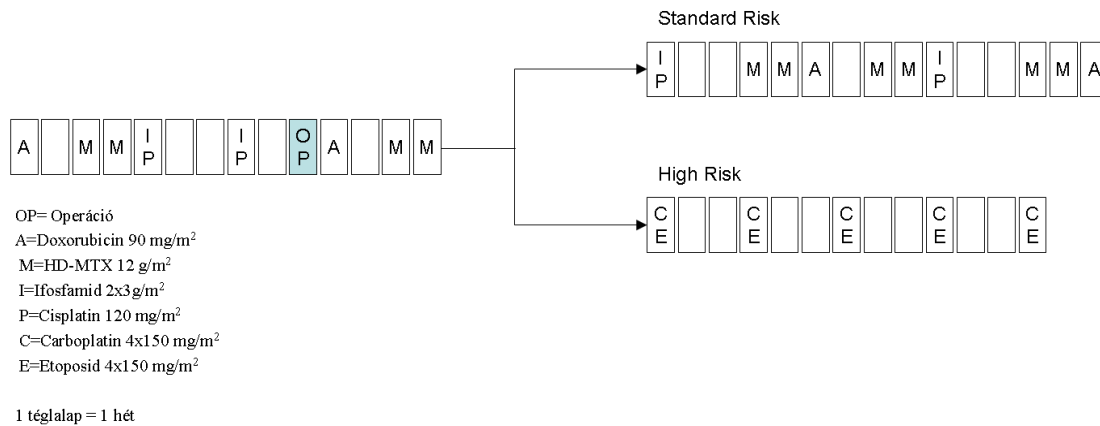 Standard Risk
I P M M A M M I P M M A
A M M I P I P O P A M M
High Risk
C E C E C E C E C E
OP= Operáció
A=Doxorubicin 90 mg/m²
M=HD-MTX 12 g/m²
I=Ifosfamid 2x3g/m²
P=Cisplatin 120 mg/m²
C=Carboplatin 4x150 mg/m²
E=Etoposid 4x150 mg/m²
1 téglalap = 1 hét